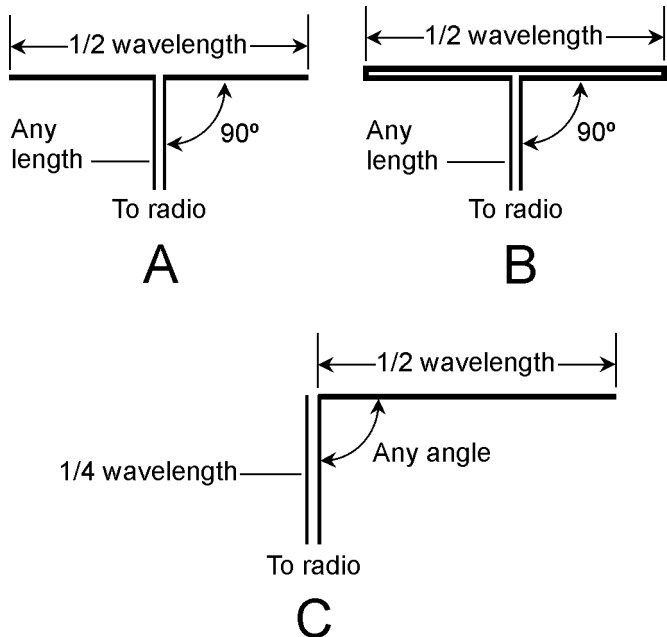 1/2 wavelength
Any
length
90º
To radio
A
1/2 wavelength
Any
length
90º
To radio
B
1/2 wavelength
1/4 wavelength
Any angle
To radio
C